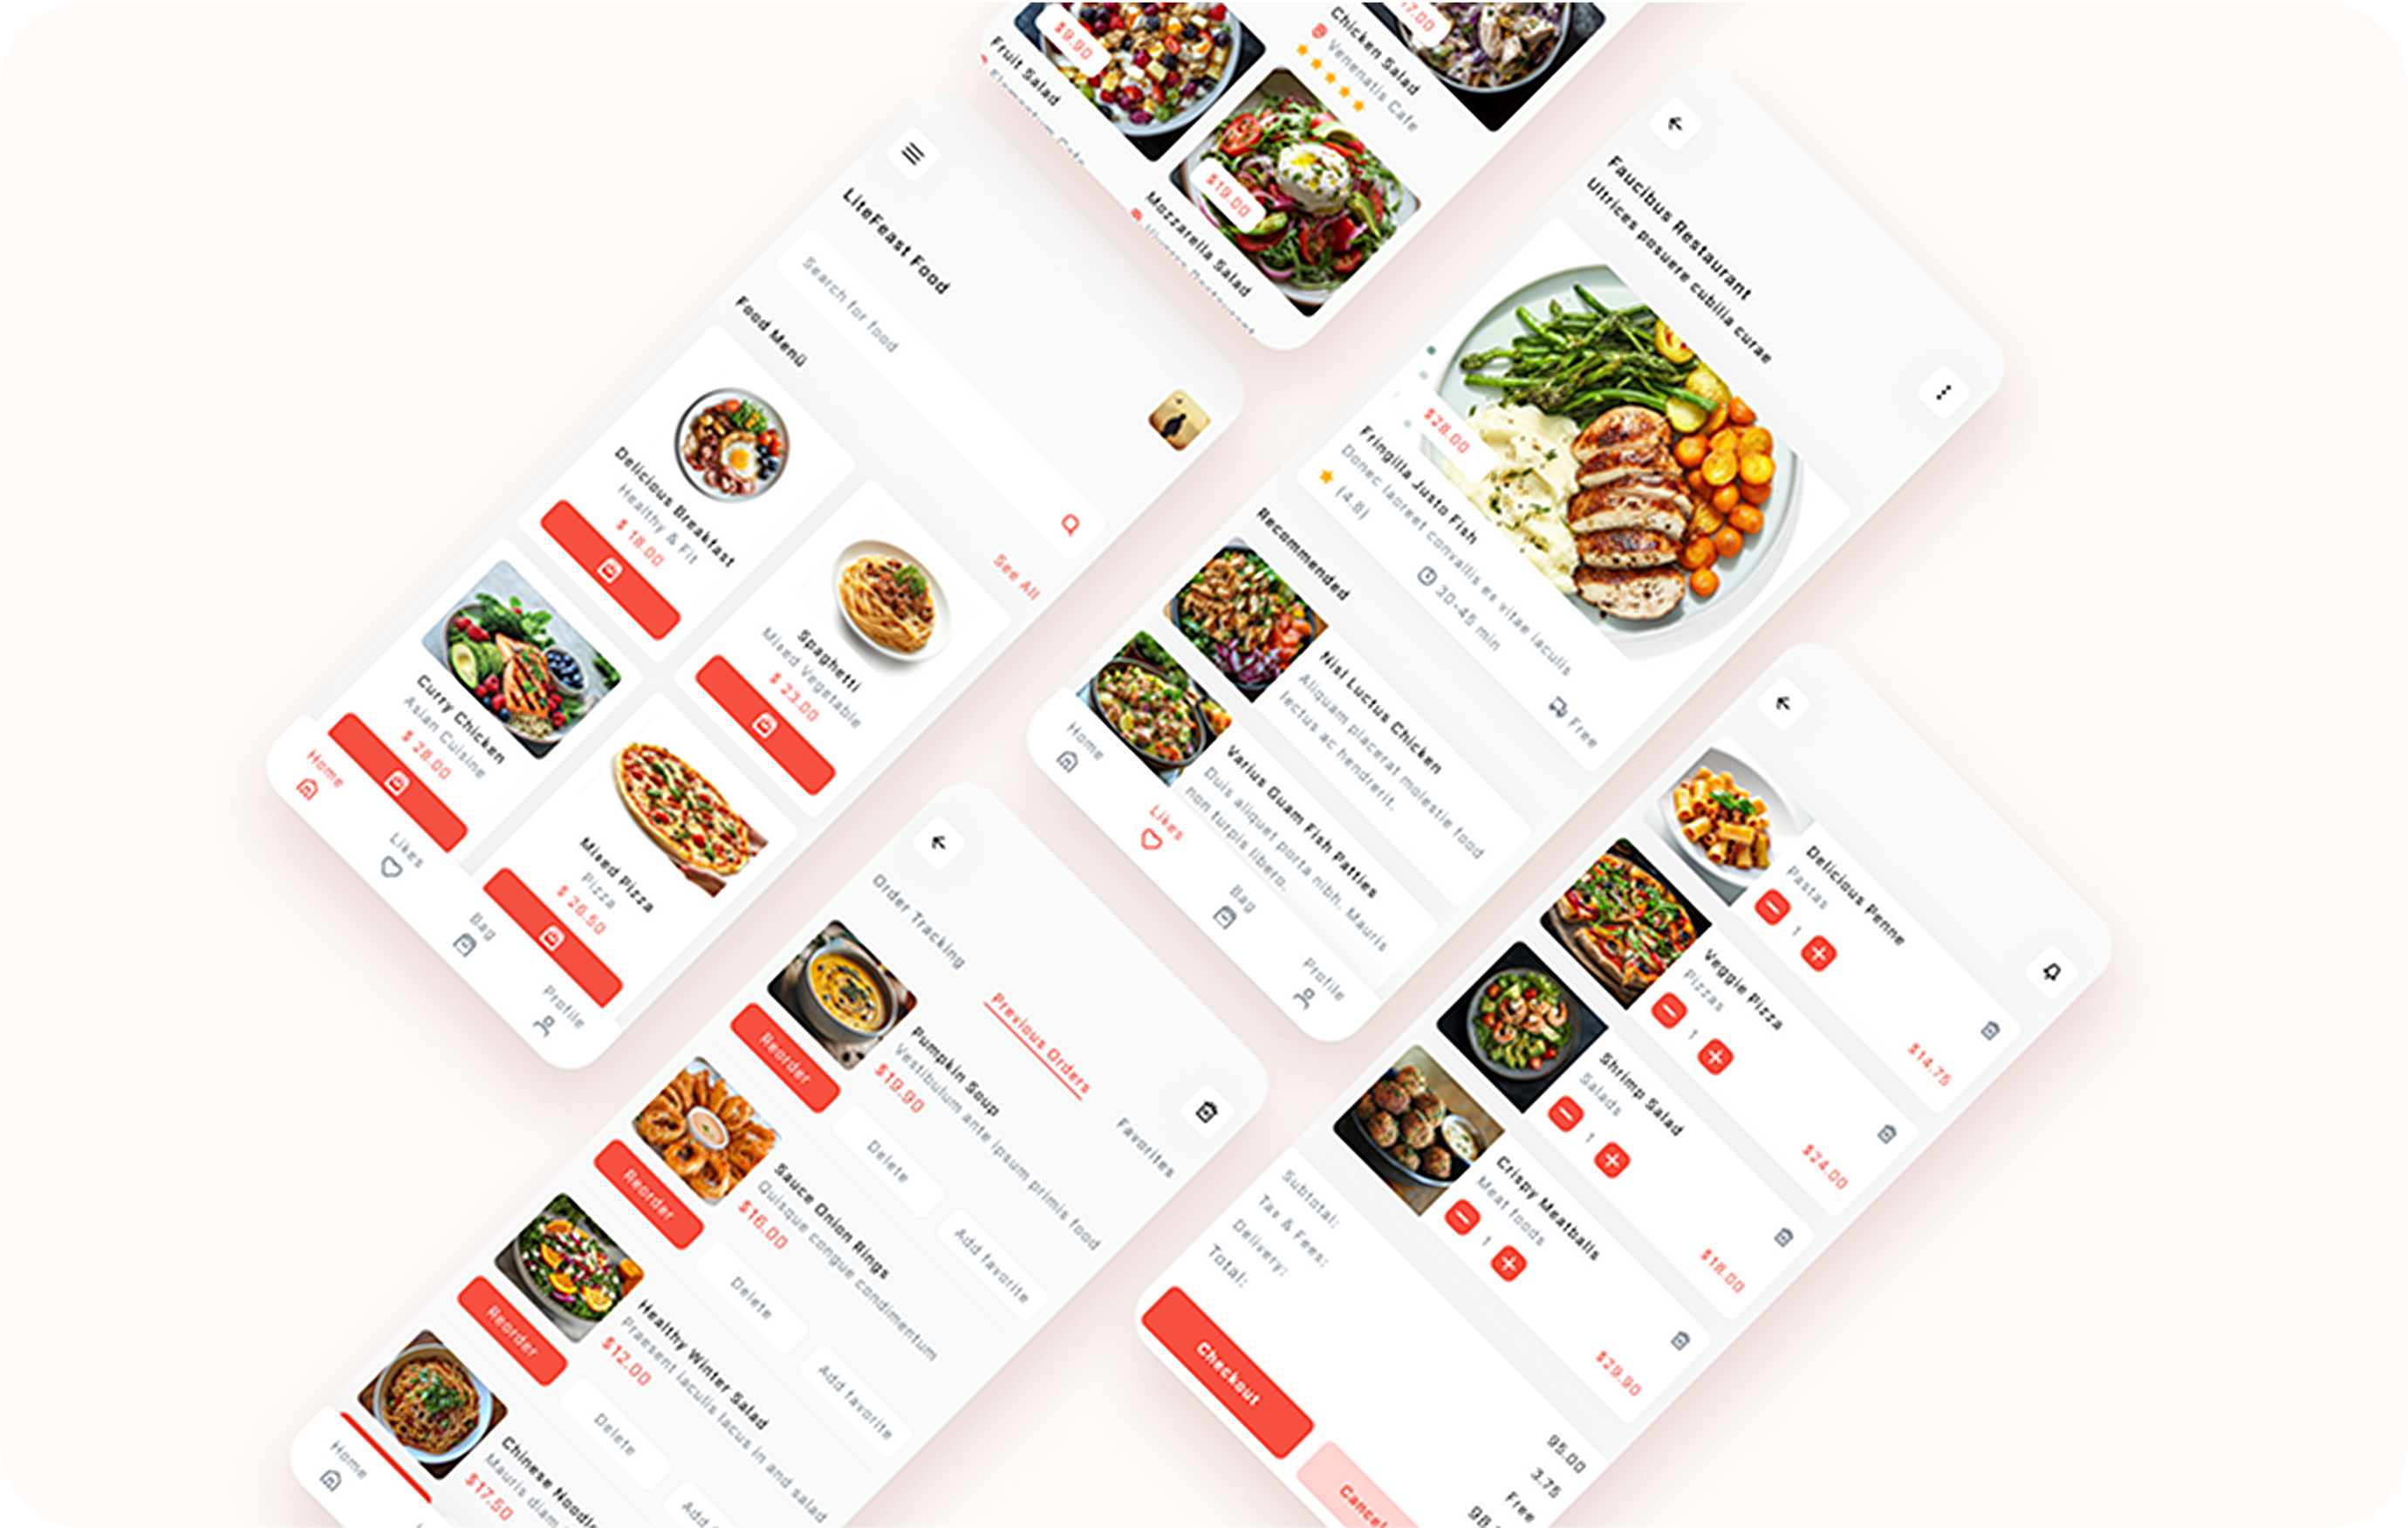 $9.90
Fruit Salad
Elementum Cafe
$19.00
Mozzarella Salad
Viverra Restaurant
Chicken Salad
Venenatis Cafe
LiteFeast Food
Search for food
Food Menü
See All
Delicious Breakfast
Healthy & Fit
$ 18.00
Spaghetti
Mixed Vegetable
$ 23.00
Curry Chicken
Asian Cuisine
$ 28.00
Mixed Pizza
Pizza
$ 26.50
Home
Likes
Bag
Profile
Faucibus Restaurant
Ultrices posuere cubilia curae
$28.00
Fringilla Justo Fish
Donec laoreet convallis es vitae iaculis
(4.8)
30-45 min
Free
Recommended
Nisl Luctus Chicken
Aliquam placerat molestie food
lectus ac hendrerit.
Varius Guam Fish Patties
Duis aliquet porta nibh. Mauris
non turpis libero.
Home
Likes
Bag
Profile
Order Tracking
Previous Orders
Favorites
Pumpkin Soup
Vestibulum ante ipsum primis food
$19.90
Reorder
Delete
Add favorite
Sauce Onion Rings
Quisque congue condimentum
$16.00
Reorder
Delete
Add favorite
Healthy Winter Salad
Praesent iaculis lacus in and salad
$12.00
Reorder
Delete
Add
Chinese Noodle
Mauris diam
$17.50
Home
Delicious Penne
Pastas
1
$14.75
Veggie Pizza
Pizzas
1
$24.00
Shrimp Salad
Salads
1
$18.00
Crispy Meatballs
Meat foods
1
$29.90
Subtotal:
95.00
Tax & Fees:
3.75
Delivery:
Free
Total:
98
Checkout
Cancel